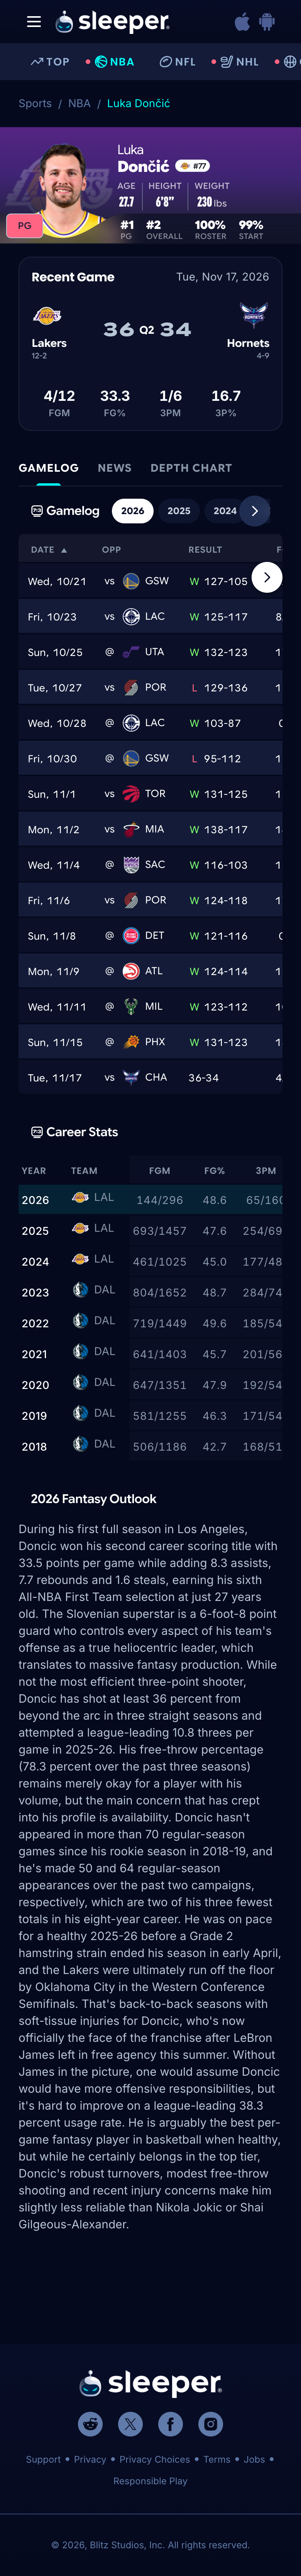 sleeper.
TOP NBA NFL NHL
Sports / NBA / Luka Dončić
Luka
Dončić #77
AGE HEIGHT WEIGHT
27.7 6'8" 230 lbs
PG
#1 #2 100% 99%
PG OVERALL ROSTER START
Recent Game Tue, Nov 17, 2026
36 Q2 34
Lakers Hornets
12-2 4-9
4/12 33.3 1/6 16.7
FGM FG% 3PM 3P%
GAMELOG NEWS DEPTH CHART
Gamelog 2026 2025 2024
DATE OPP RESULT
Wed, 10/21 vs GSW W 127-105
Fri, 10/23 vs LAC W 125-117
Sun, 10/25 @ UTA W 132-123
Tue, 10/27 vs POR L 129-136
Wed, 10/28 @ LAC W 103-87
Fri, 10/30 @ GSW L 95-112
Sun, 11/1 vs TOR W 131-125
Mon, 11/2 vs MIA W 138-117
Wed, 11/4 @ SAC W 116-103
Fri, 11/6 vs POR W 124-118
Sun, 11/8 @ DET W 121-116
Mon, 11/9 @ ATL W 124-114
Wed, 11/11 @ MIL W 123-112
Sun, 11/15 @ PHX W 131-123
Tue, 11/17 vs CHA 36-34
Career Stats
YEAR TEAM FGM FG% 3PM
2026 LAL 144/296 48.6 65/160
2025 LAL 693/1457 47.6 254/69
2024 LAL 461/1025 45.0 177/48
2023 DAL 804/1652 48.7 284/74
2022 DAL 719/1449 49.6 185/54
2021 DAL 641/1403 45.7 201/56
2020 DAL 647/1351 47.9 192/54
2019 DAL 581/1255 46.3 171/54
2018 DAL 506/1186 42.7 168/51
2026 Fantasy Outlook
During his first full season in Los Angeles,
Doncic won his second career scoring title with
33.5 points per game while adding 8.3 assists,
7.7 rebounds and 1.6 steals, earning his sixth
All-NBA First Team selection at just 27 years
old. The Slovenian superstar is a 6-foot-8 point
guard who controls every aspect of his team's
offense as a true heliocentric leader, which
translates to massive fantasy production. While
not the most efficient three-point shooter,
Doncic has shot at least 36 percent from
beyond the arc in three straight seasons and
attempted a league-leading 10.8 threes per
game in 2025-26. His free-throw percentage
(78.3 percent over the past three seasons)
remains merely okay for a player with his
volume, but the main concern that has crept
into his profile is availability. Doncic hasn't
appeared in more than 70 regular-season
games since his rookie season in 2018-19, and
he's made 50 and 64 regular-season
appearances over the past two campaigns,
respectively, which are two of his three fewest
totals in his eight-year career. He was on pace
for a healthy 2025-26 before a Grade 2
hamstring strain ended his season in early April,
and the Lakers were ultimately run off the floor
by Oklahoma City in the Western Conference
Semifinals. That's back-to-back seasons with
soft-tissue injuries for Doncic, who's now
officially the face of the franchise after LeBron
James left in free agency this summer. Without
James in the picture, one would assume Doncic
would have more offensive responsibilities, but
it's hard to improve on a league-leading 38.3
percent usage rate. He is arguably the best per-
game fantasy player in basketball when healthy,
but while he certainly belongs in the top tier,
Doncic's robust turnovers, modest free-throw
shooting and recent injury concerns make him
slightly less reliable than Nikola Jokic or Shai
Gilgeous-Alexander.
sleeper.
Support • Privacy • Privacy Choices • Terms • Jobs •
Responsible Play
© 2026, Blitz Studios, Inc. All rights reserved.